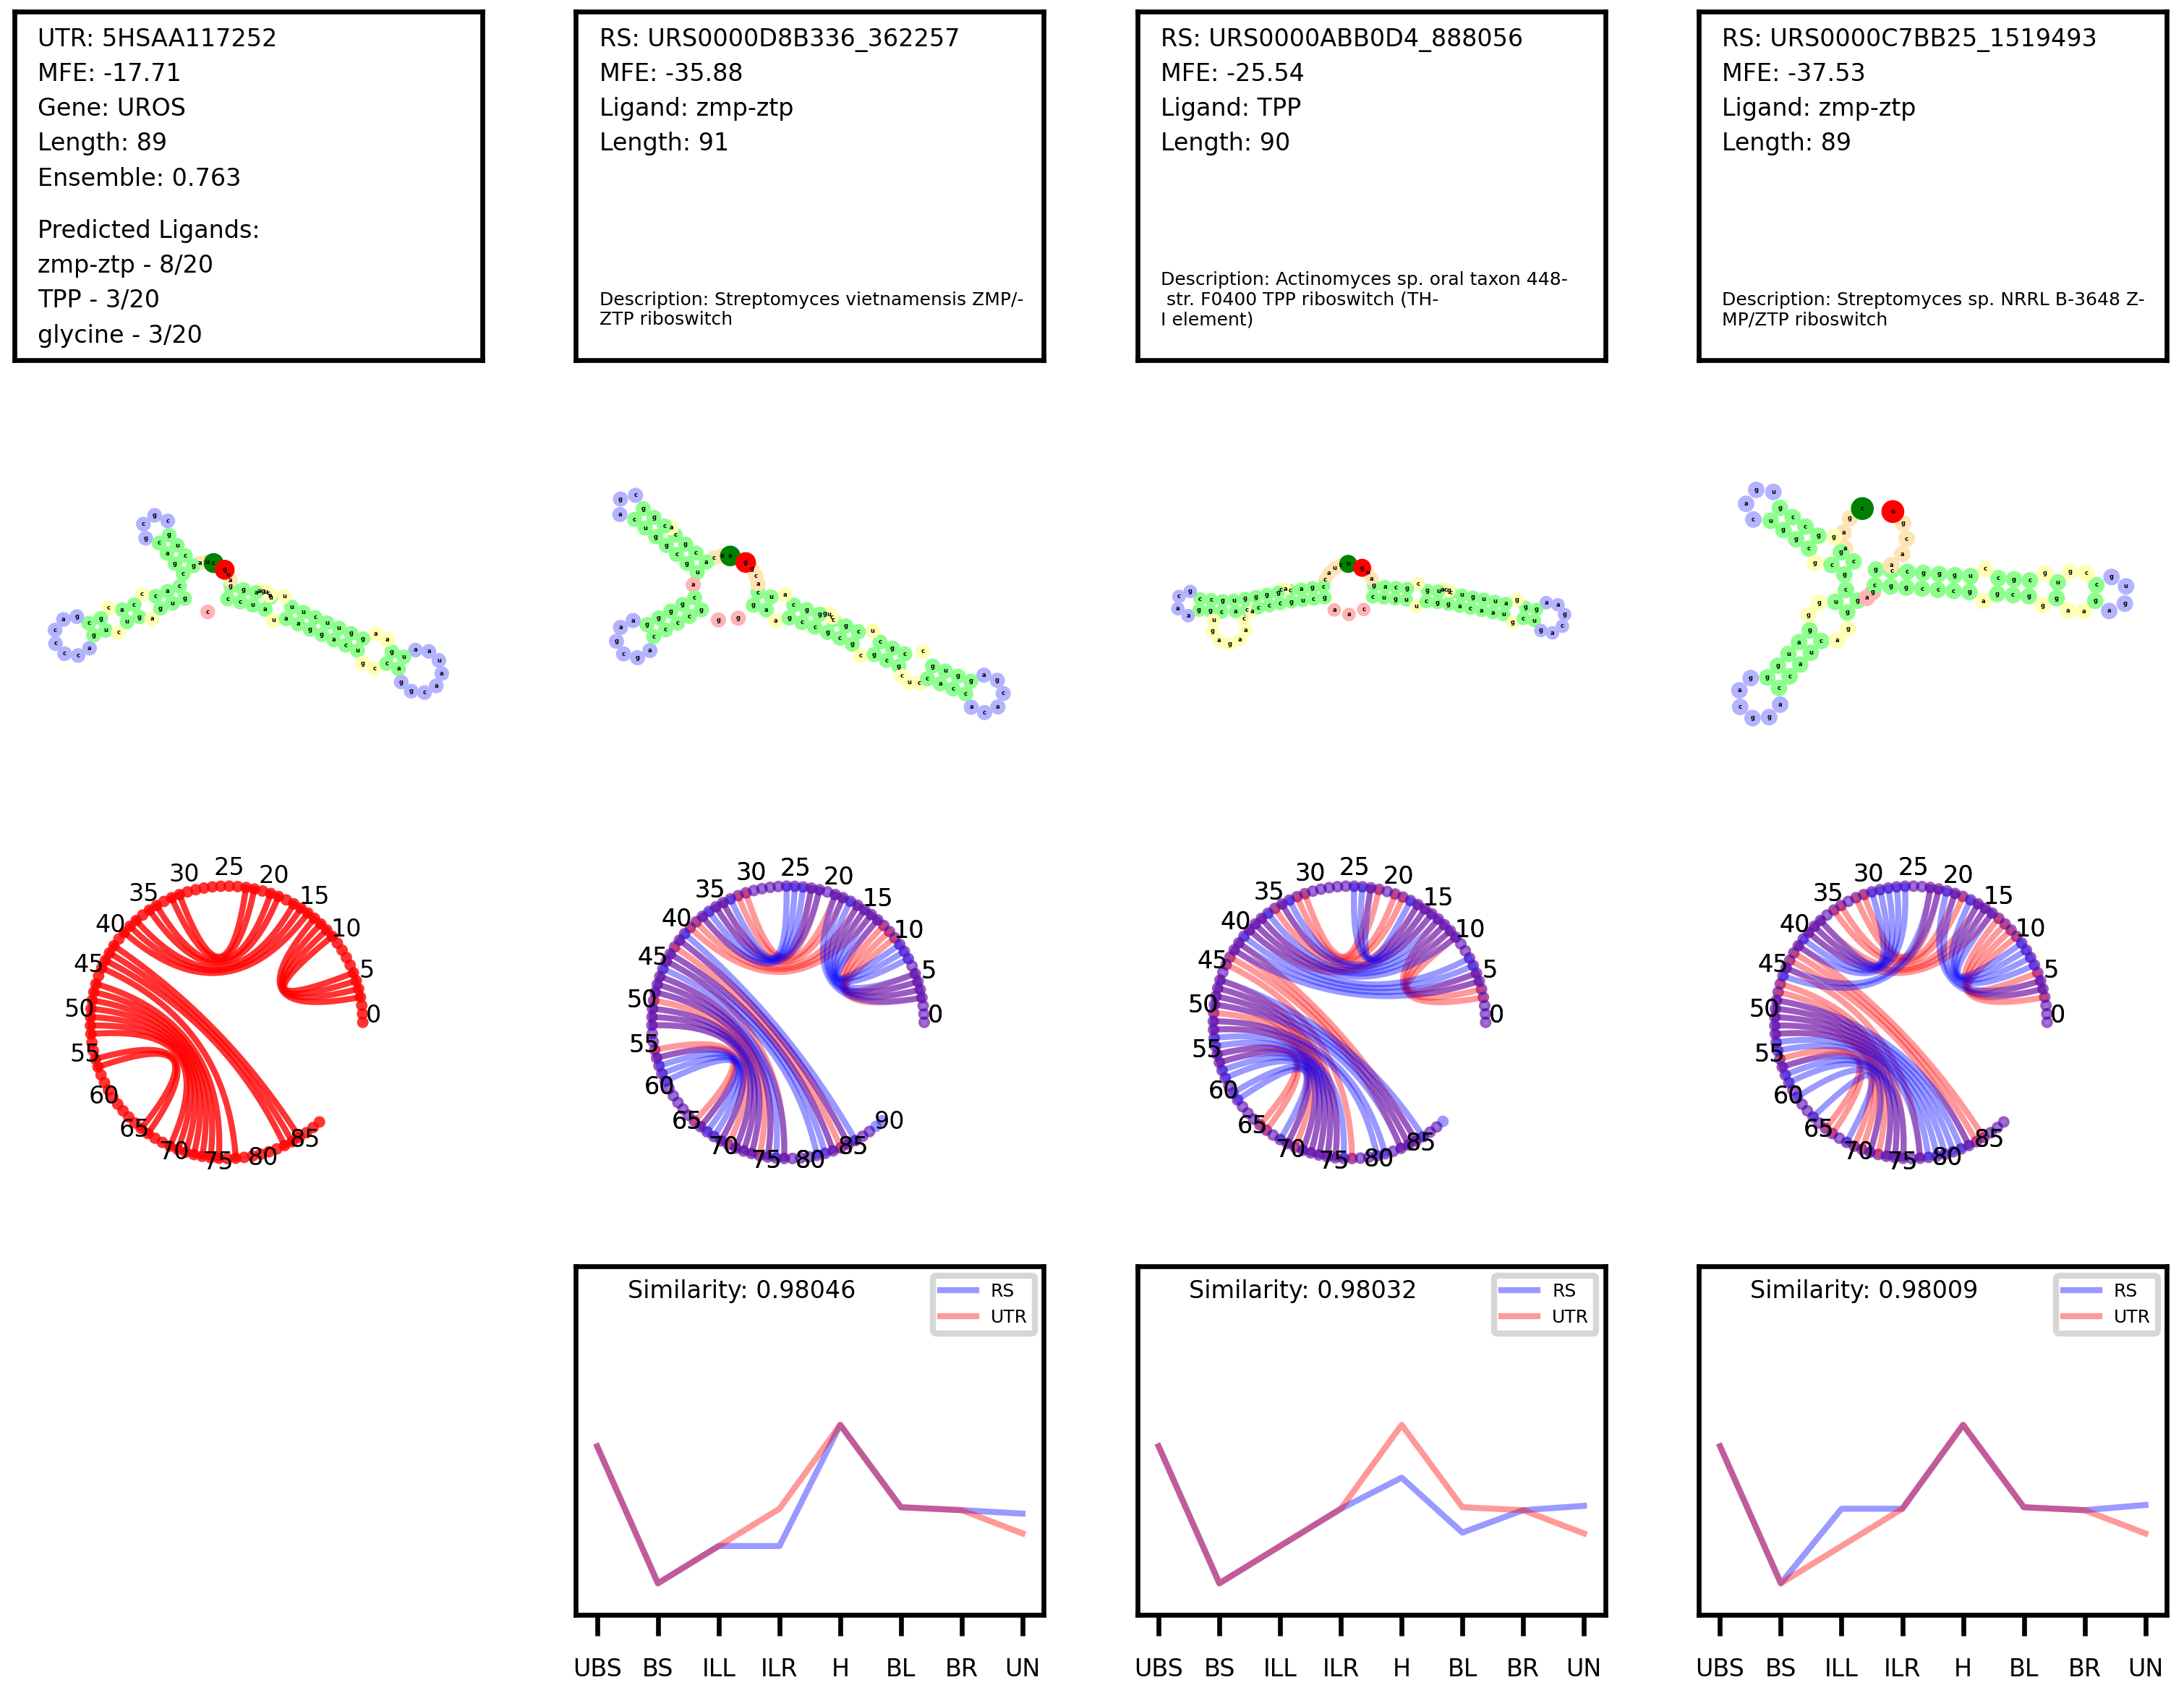 UTR: 5HSAA117252
MFE: -17.71
Gene: UROS
Length: 89
Ensemble: 0.763
Predicted Ligands:
zmp-ztp - 8/20
TPP - 3/20
glycine - 3/20
RS: URS0000D8B336_362257
MFE: -35.88
Ligand: zmp-ztp
Length: 91
Description: Streptomyces vietnamensis ZMP/-
ZTP riboswitch
RS: URS0000ABB0D4_888056
MFE: -25.54
Ligand: TPP
Length: 90
Description: Actinomyces sp. oral taxon 448-
str. F0400 TPP riboswitch (TH-
I element)
RS: URS0000C7BB25_1519493
MFE: -37.53
Ligand: zmp-ztp
Length: 89
Description: Streptomyces sp. NRRL B-3648 Z-
MP/ZTP riboswitch
0 5 10 15 20 25 30 35 40 45 50 55 60 65 70 75 80 85
0 5 10 15 20 25 30 35 40 45 50 55 60 65 70 75 80 85 90
0 5 10 15 20 25 30 35 40 45 50 55 60 65 70 75 80 85
0 5 10 15 20 25 30 35 40 45 50 55 60 65 70 75 80 85
Similarity: 0.98046
RS
UTR
UBS BS ILL ILR H BL BR UN
Similarity: 0.98032
RS
UTR
UBS BS ILL ILR H BL BR UN
Similarity: 0.98009
RS
UTR
UBS BS ILL ILR H BL BR UN